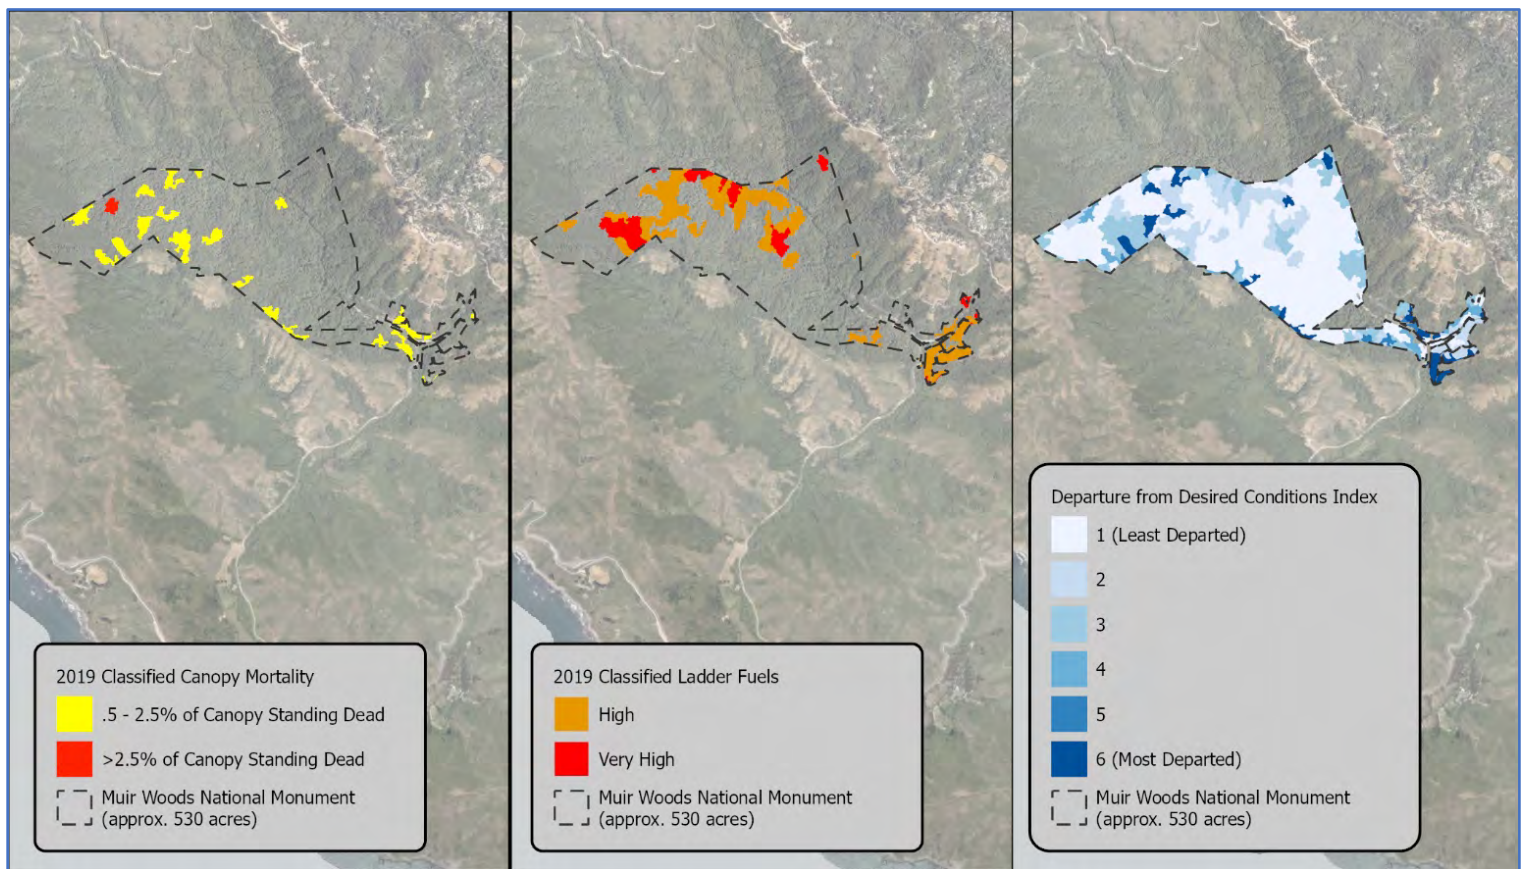 2019 Classified Canopy Mortality
.5 - 2.5% of Canopy Standing Dead
>2.5% of Canopy Standing Dead
Muir Woods National Monument
(approx. 530 acres)
2019 Classified Ladder Fuels
High
Very High
Muir Woods National Monument
(approx. 530 acres)
Departure from Desired Conditions Index
1 (Least Departed)
2
3
4
5
6 (Most Departed)
Muir Woods National Monument
(approx. 530 acres)